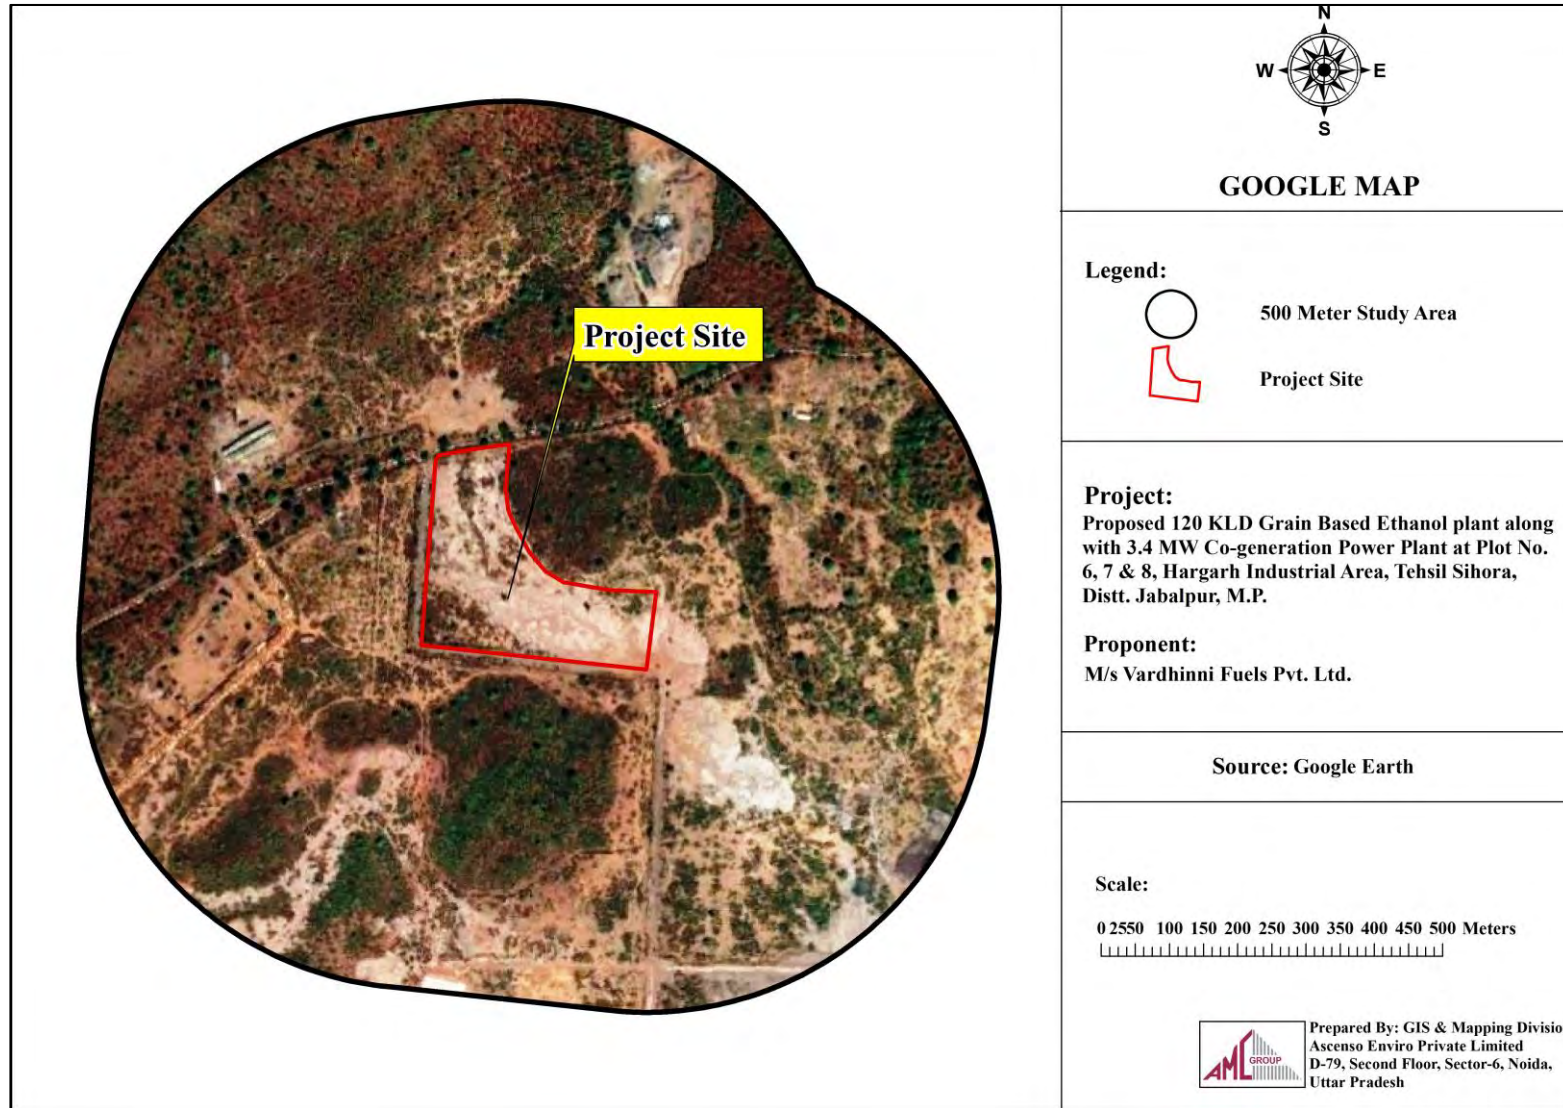 Project Site
N
W E
S
GOOGLE MAP
Legend:
500 Meter Study Area
Project Site
Project:
Proposed 120 KLD Grain Based Ethanol plant along
with 3.4 MW Co-generation Power Plant at Plot No.
6, 7 & 8, Hargarh Industrial Area, Tehsil Sihora,
Distt. Jabalpur, M.P.
Proponent:
M/s Vardhinni Fuels Pvt. Ltd.
Source: Google Earth
Scale:
0 2550 100 150 200 250 300 350 400 450 500 Meters
AMC GROUP
Prepared By: GIS & Mapping Divisio
Ascenso Enviro Private Limited
D-79, Second Floor, Sector-6, Noida,
Uttar Pradesh